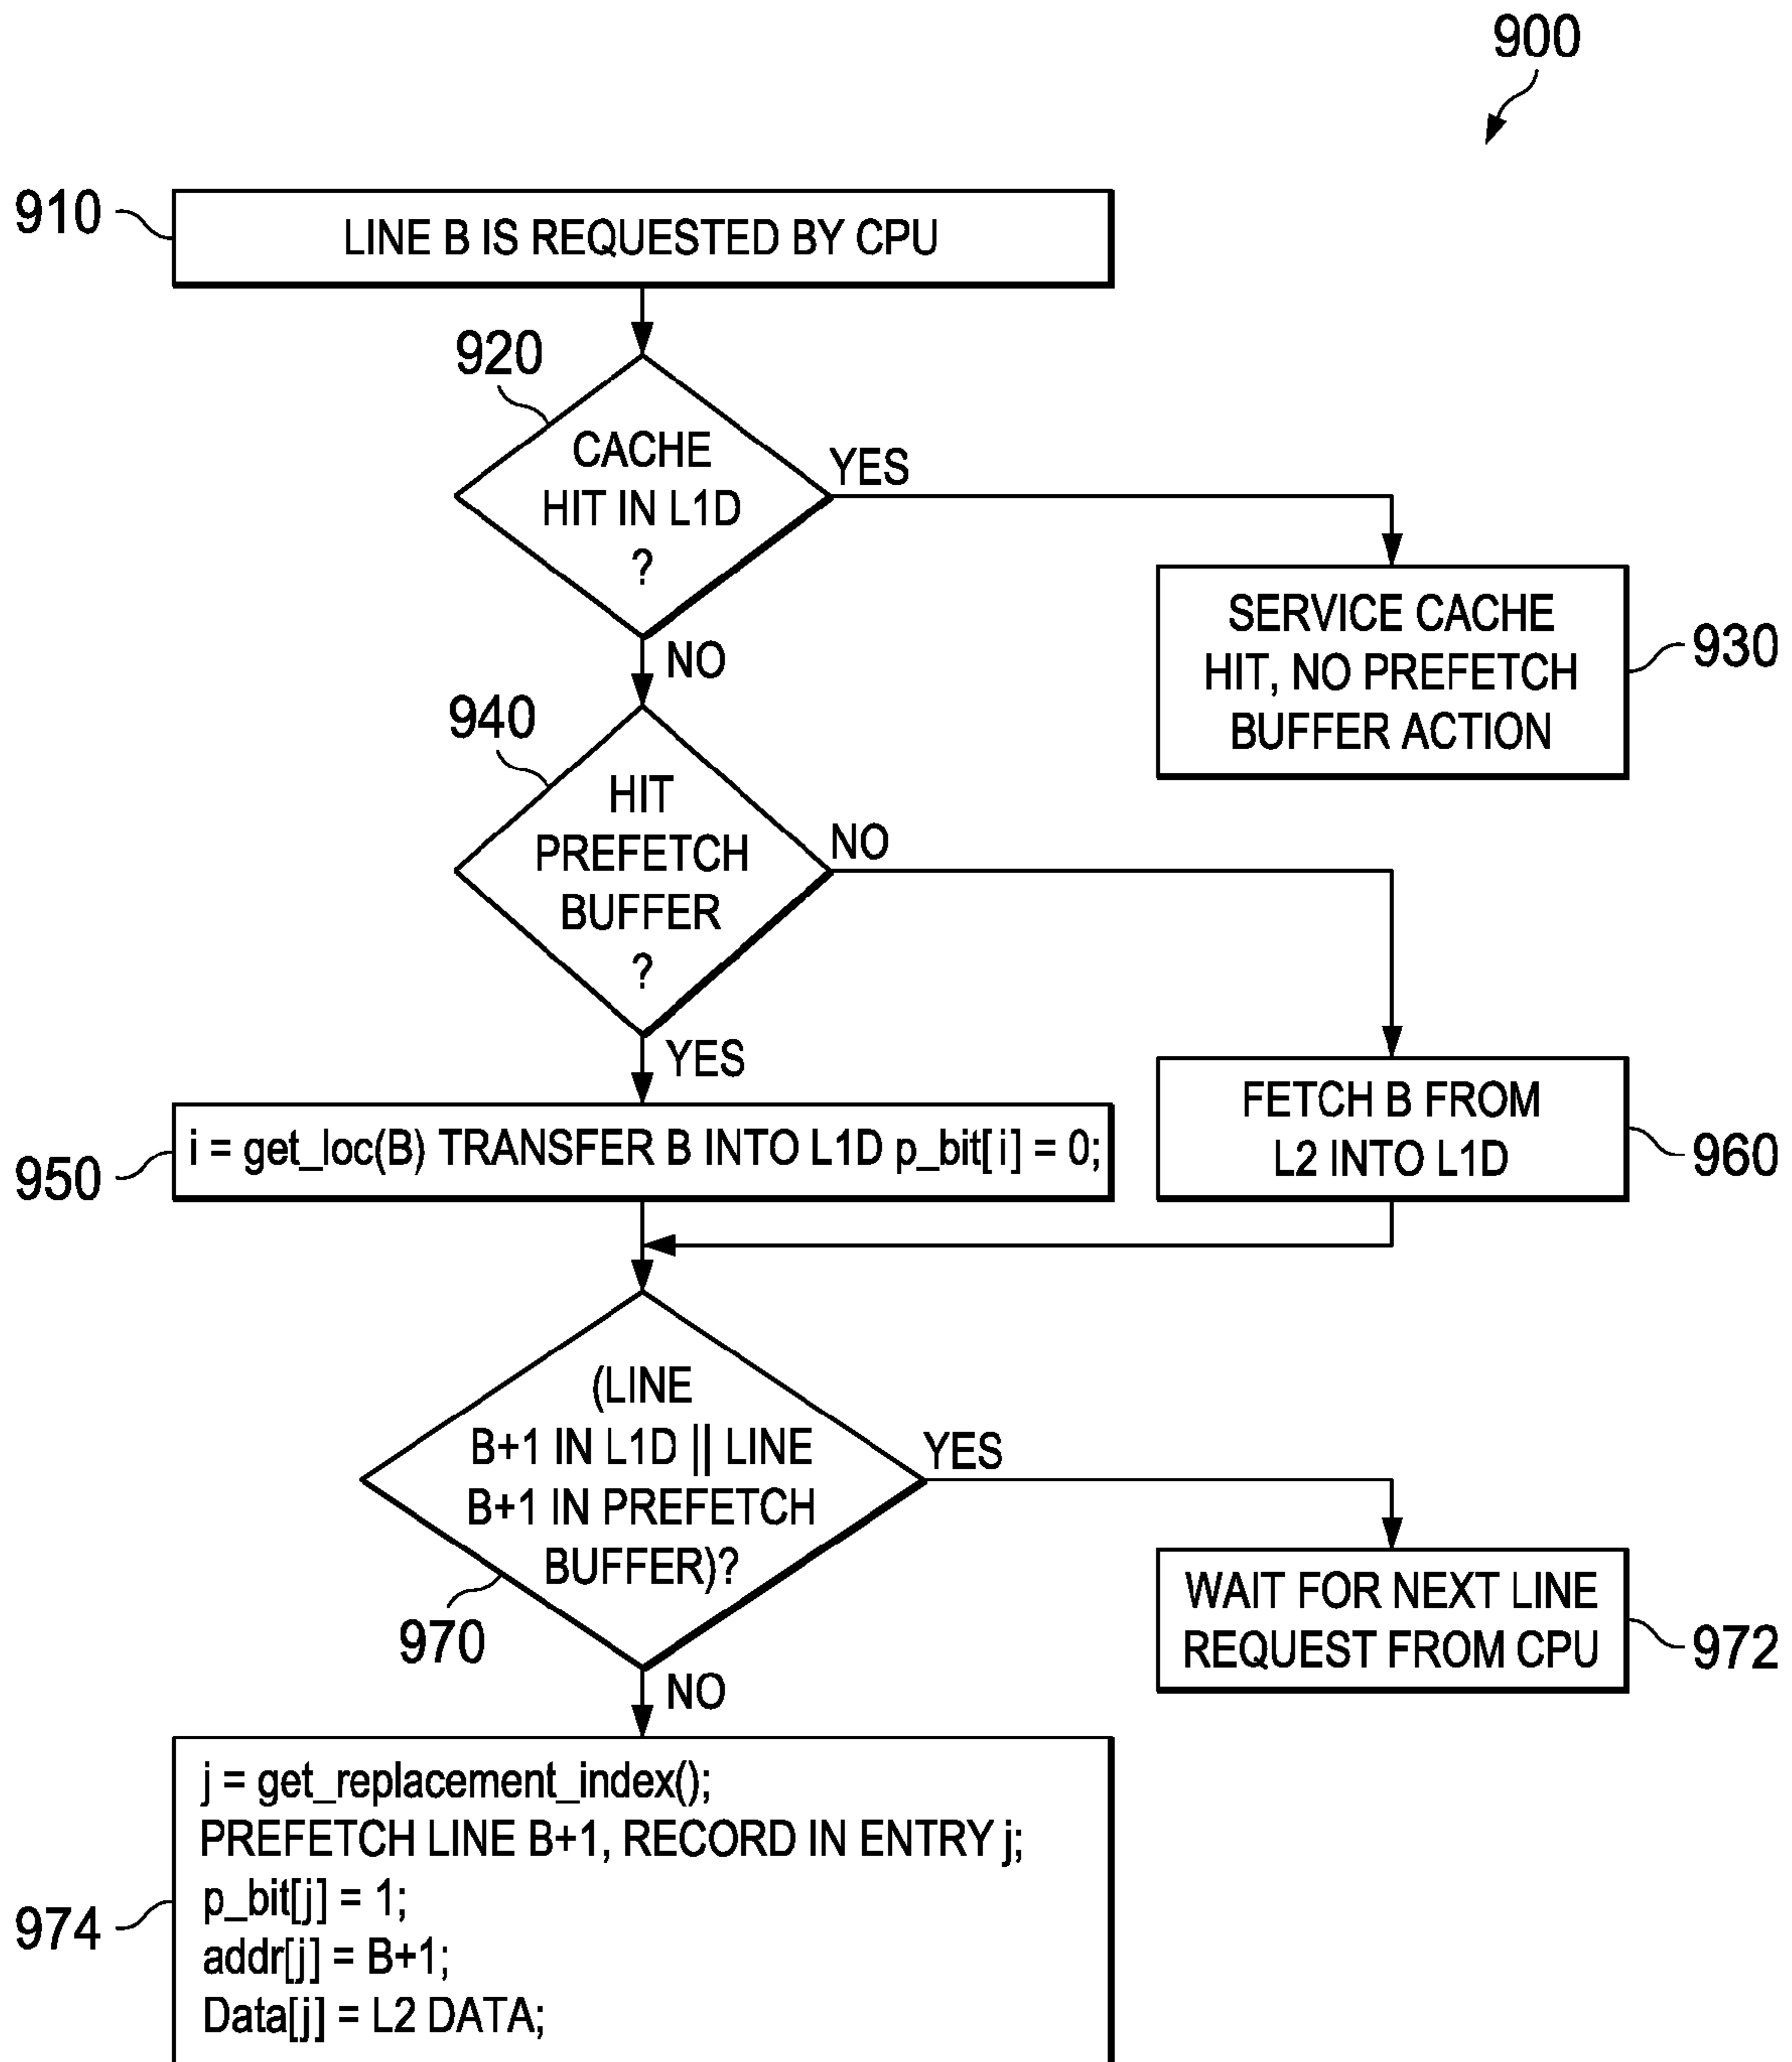 900
910
LINE B IS REQUESTED BY CPU
920
CACHE
HIT IN L1D
?
YES
NO
SERVICE CACHE
HIT, NO PREFETCH
BUFFER ACTION
930
940
HIT
PREFETCH
BUFFER
?
NO
YES
950
i = get_loc(B) TRANSFER B INTO L1D p_bit[i] = 0;
FETCH B FROM
L2 INTO L1D
960
(LINE
B+1 IN L1D || LINE
B+1 IN PREFETCH
BUFFER)?
YES
970
NO
WAIT FOR NEXT LINE
REQUEST FROM CPU
972
974
j = get_replacement_index();
PREFETCH LINE B+1, RECORD IN ENTRY j;
p_bit[j] = 1;
addr[j] = B+1;
Data[j] = L2 DATA;